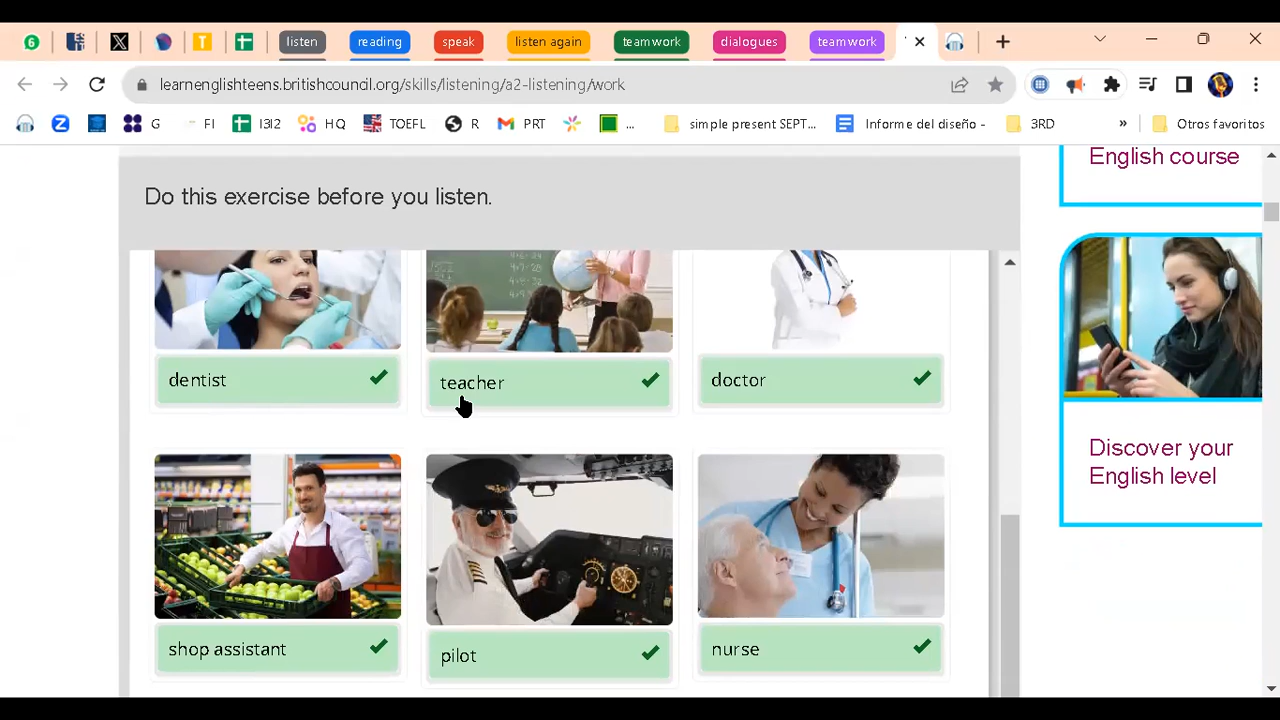 6
T
listen
reading
speak
listen again
teamwork
dialogues
teamwork
learnenglishteens.britishcouncil.org/skills/listening/a2-listening/work
G
FI
I3I2
HQ
TOEFL
R
PRT
...
simple present SEPT...
Informe del diseño -
3RD
»
Otros favoritos
English course
Do this exercise before you listen.
dentist
teacher
doctor
Discover your
English level
shop assistant
pilot
nurse